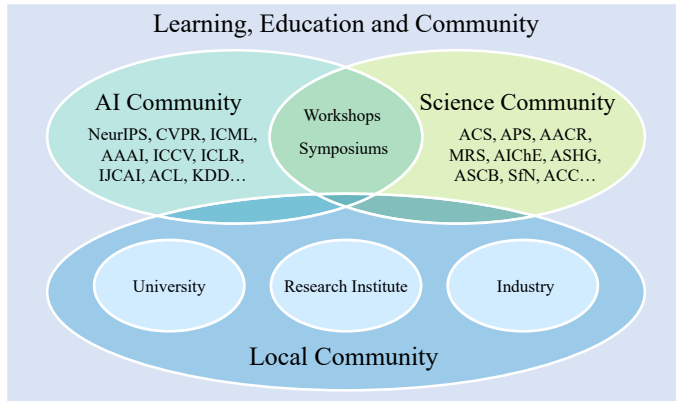 Learning, Education and Community
AI Community
NeurIPS, CVPR, ICML,
AAAI, ICCV, ICLR,
IJCAI, ACL, KDD…
Workshops
Symposiums
Science Community
ACS, APS, AACR,
MRS, AIChE, ASHG,
ASCB, SfN, ACC…
University
Research Institute
Industry
Local Community